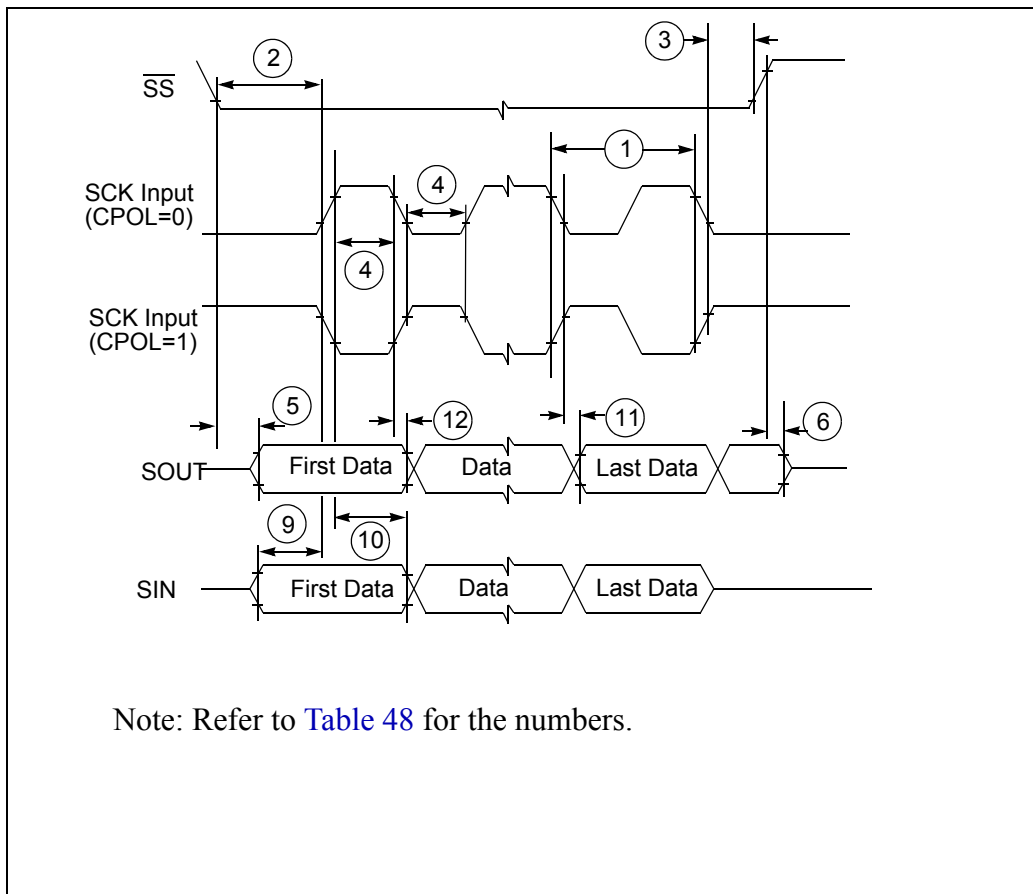 3
2
SS
1
SCK Input
(CPOL=0)
4
4
SCK Input
(CPOL=1)
5
12
11
6
SOUT
First Data
Data
Last Data
9
10
SIN
First Data
Data
Last Data
Note: Refer to Table 48 for the numbers.